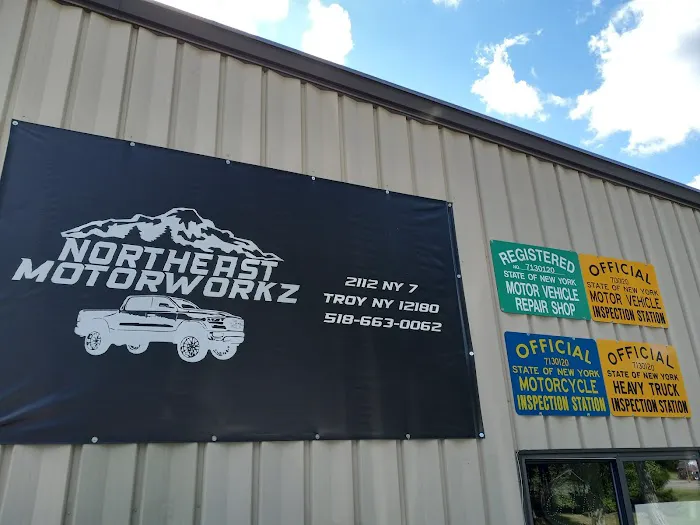 NORTHEAST
MOTORWORKZ
2112 NY 7
TROY NY 12180
518-663-0062
REGISTERED
NO. 7130120
STATE OF NEW YORK
MOTOR VEHICLE
REPAIR SHOP
OFFICIAL
STATE OF NEW YORK
MOTOR VEHICLE
INSPECTION STATION
OFFICIAL
7130120
STATE OF NEW YORK
MOTORCYCLE
INSPECTION STATION
OFFICIAL
7130120
STATE OF NEW YORK
HEAVY TRUCK
INSPECTION STATION